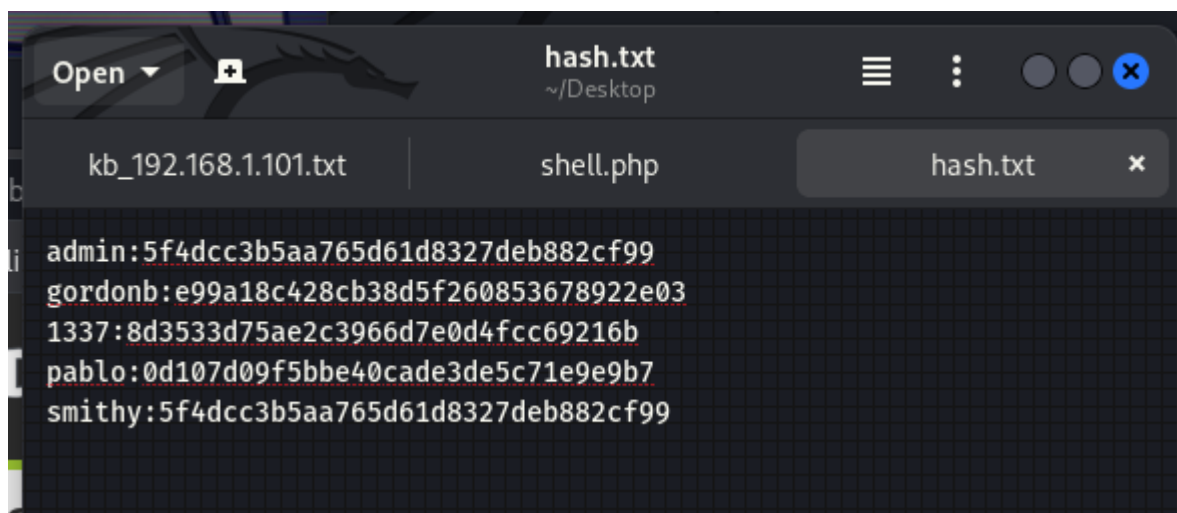 Open
hash.txt
~/Desktop
kb_192.168.1.101.txt
shell.php
hash.txt
admin:5f4dcc3b5aa765d61d8327deb882cf99
gordonb:e99a18c428cb38d5f260853678922e03
1337:8d3533d75ae2c3966d7e0d4fcc69216b
pablo:0d107d09f5bbe40cade3de5c71e9e9b7
smithy:5f4dcc3b5aa765d61d8327deb882cf99